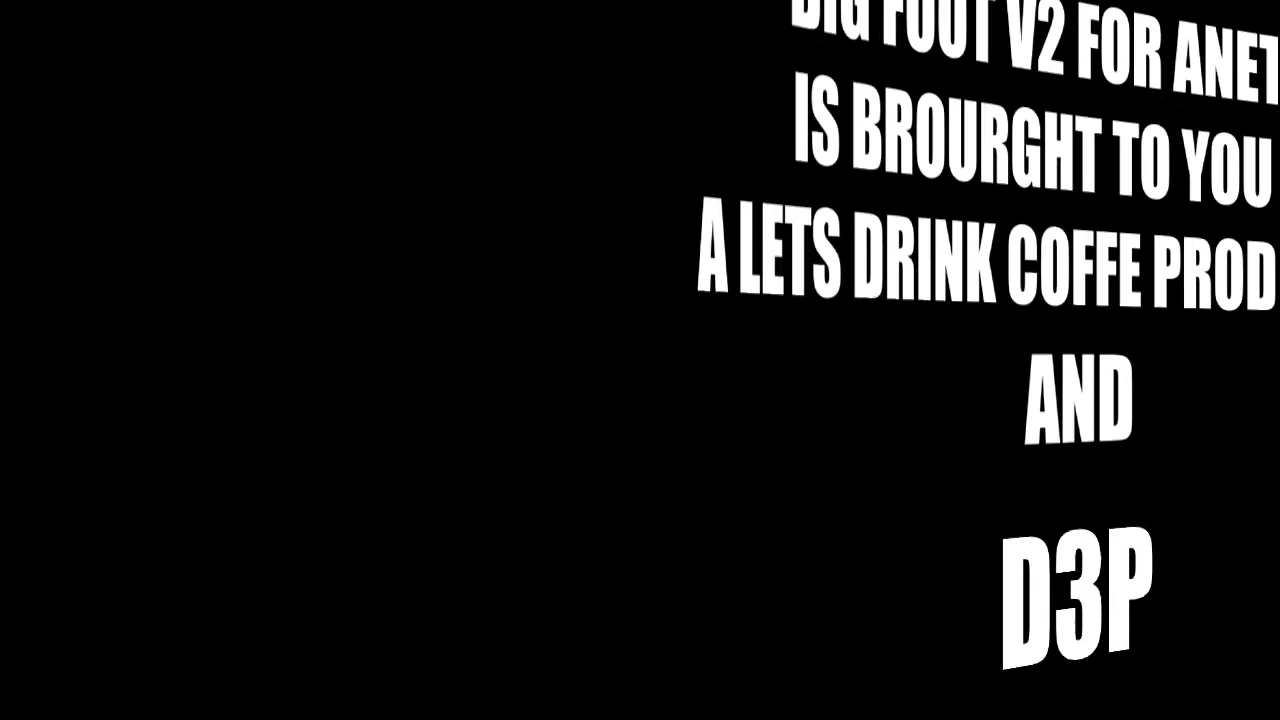 BIG FOOT V2 FOR ANET
IS BROURGHT TO YOU
A LETS DRINK COFFE PROD
AND
D3P